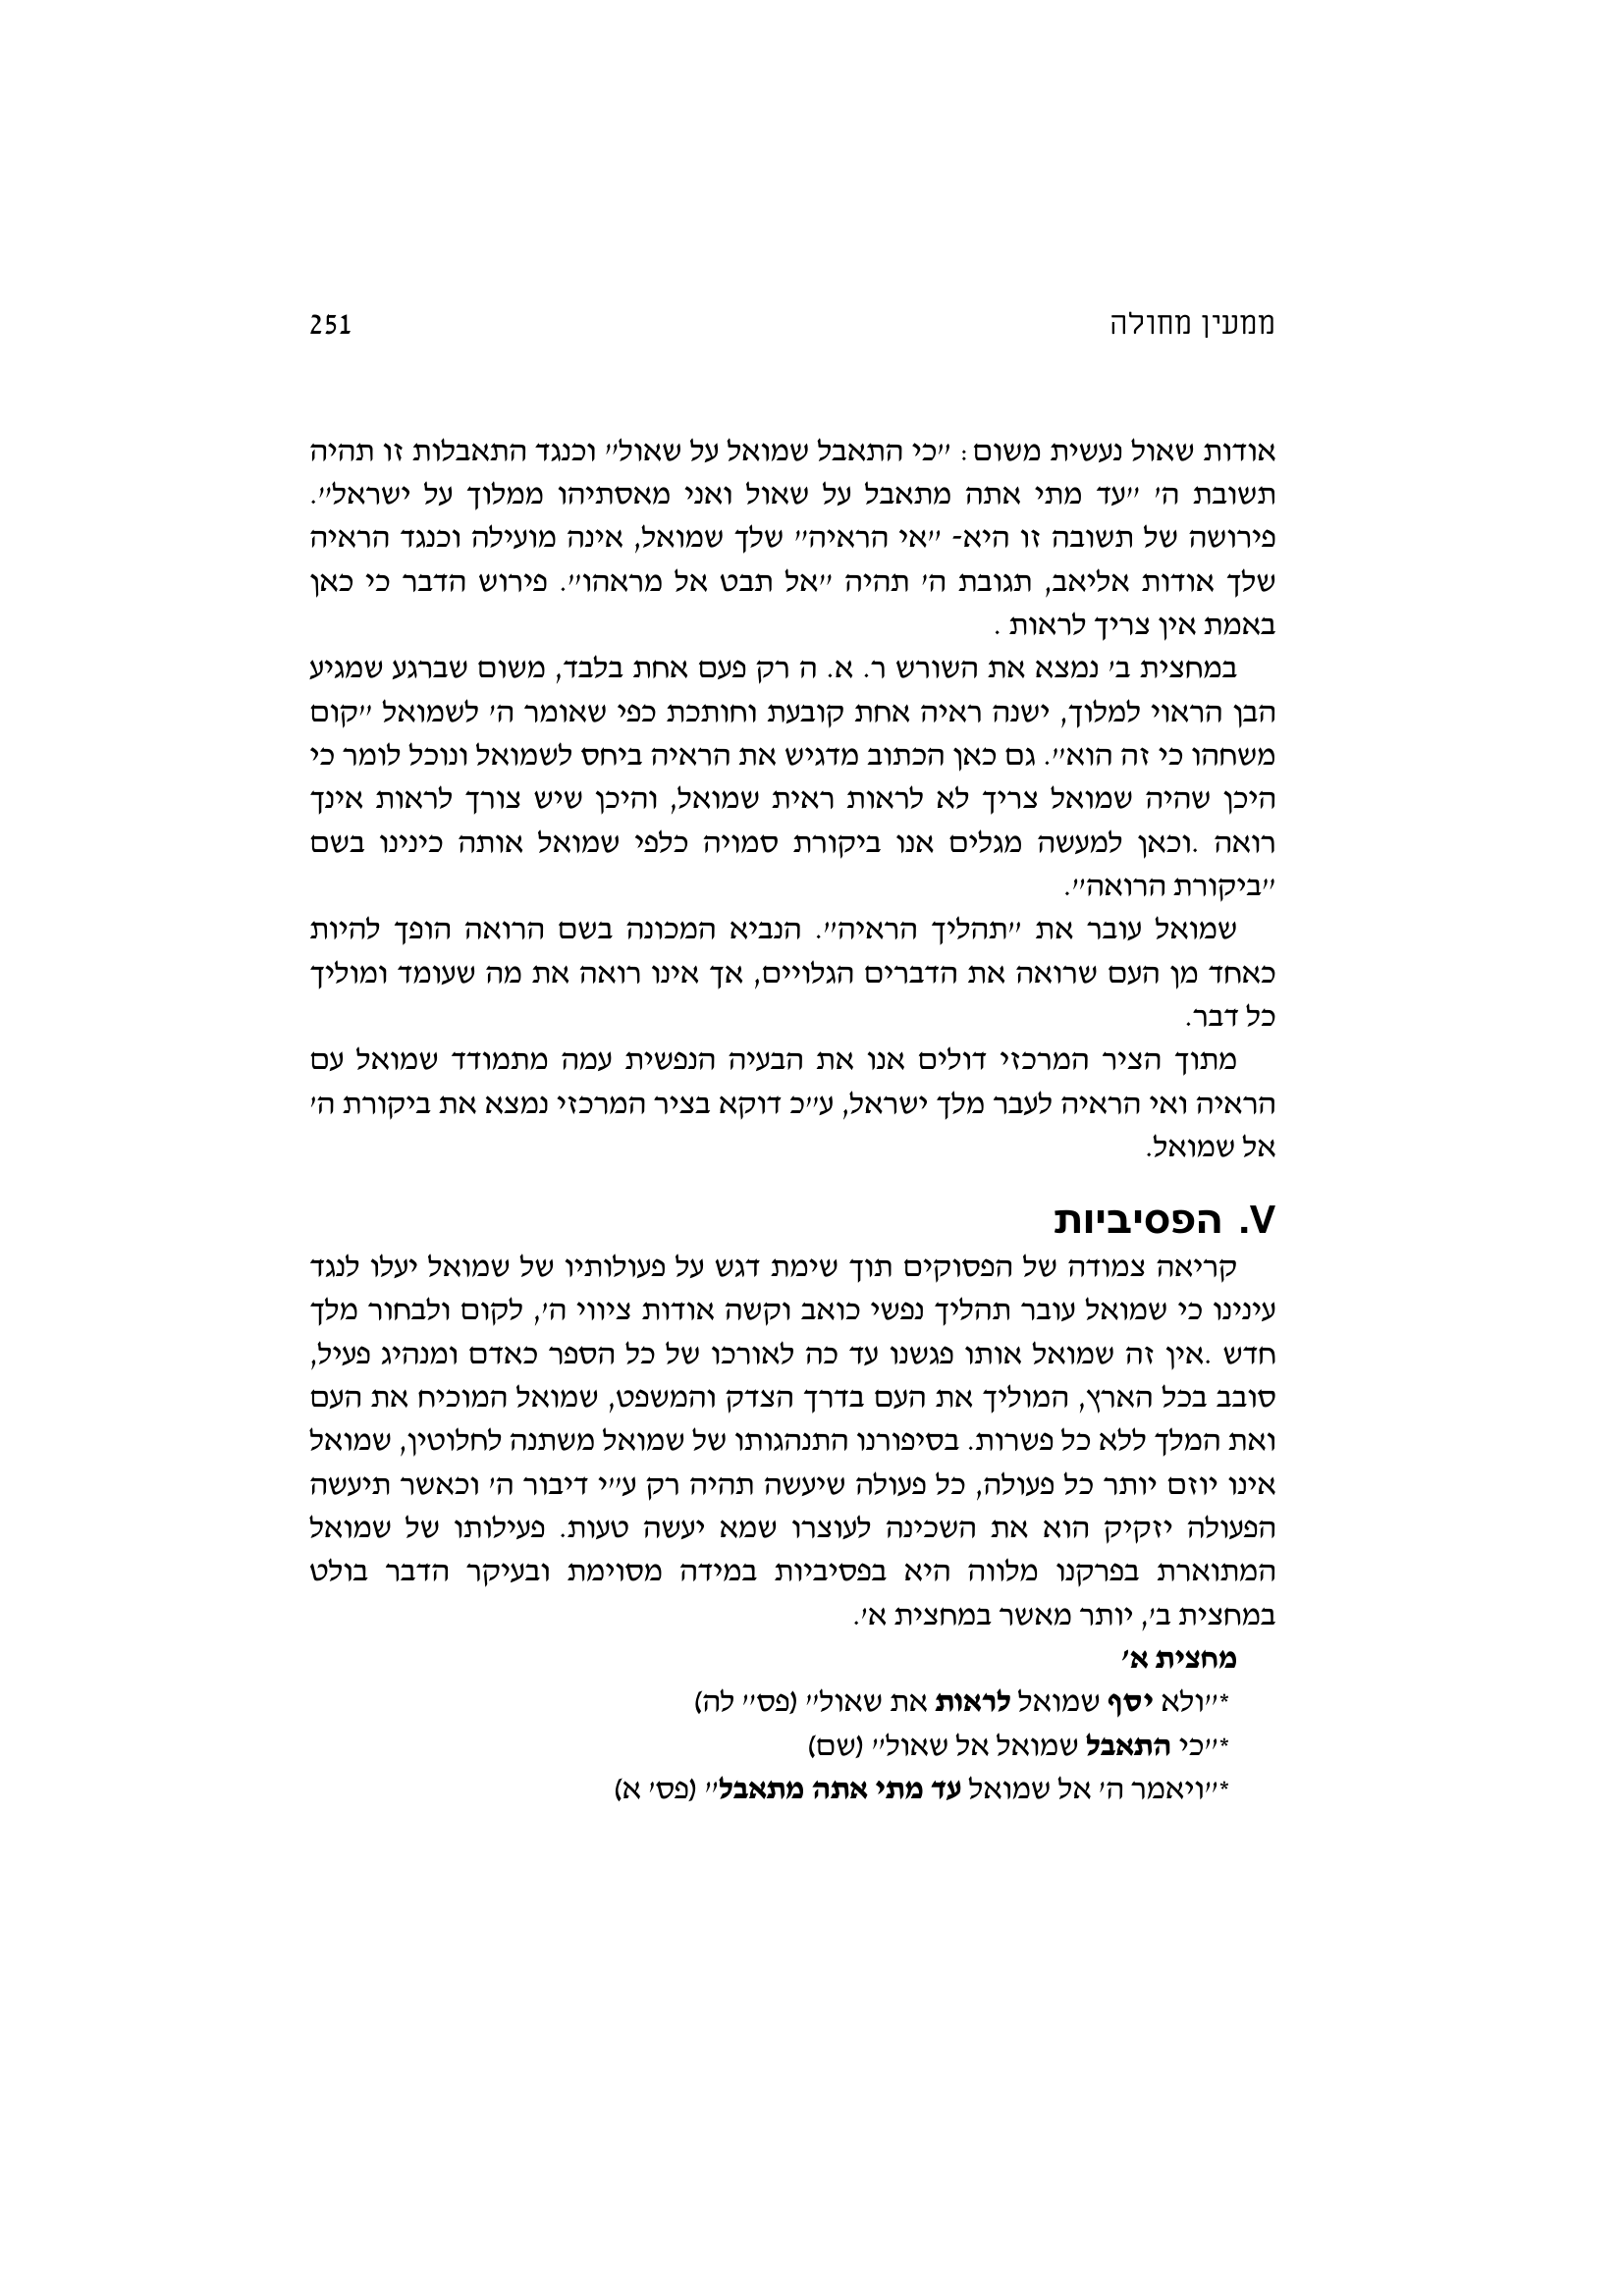 ממעין מחולה 251
אודות שאול נעשית משום: "כי התאבל שמואל על שאול" וכנגד התאבלות זו תהיה
תשובת ה' "עד מתי אתה מתאבל על שאול ואני מאסתיהו ממלוך על ישראל".
פירושה של תשובה זו היא- "אי הראיה" שלך שמואל, אינה מועילה וכנגד הראיה
שלך אודות אליאב, תגובת ה' תהיה "אל תבט אל מראהו". פירוש הדבר כי כאן
באמת אין צריך לראות .
במחצית ב' נמצא את השורש ר. א. ה רק פעם אחת בלבד, משום שברגע שמגיע
הבן הראוי למלוך, ישנה ראיה אחת קובעת וחותכת כפי שאומר ה' לשמואל "קום
משחהו כי זה הוא". גם כאן הכתוב מדגיש את הראיה ביחס לשמואל ונוכל לומר כי
היכן שהיה שמואל צריך לא לראות ראית שמואל, והיכן שיש צורך לראות אינך
רואה .וכאן למעשה מגלים אנו ביקורת סמויה כלפי שמואל אותה כינינו בשם
"ביקורת הרואה".
שמואל עובר את "תהליך הראיה". הנביא המכונה בשם הרואה הופך להיות
כאחד מן העם שרואה את הדברים הגלויים, אך אינו רואה את מה שעומד ומוליך
כל דבר.
מתוך הציר המרכזי דולים אנו את הבעיה הנפשית עמה מתמודד שמואל עם
הראיה ואי הראיה לעבר מלך ישראל, ע"כ דוקא בציר המרכזי נמצא את ביקורת ה'
אל שמואל.
V. הפסיביות
קריאה צמודה של הפסוקים תוך שימת דגש על פעולותיו של שמואל יעלו לנגד
עינינו כי שמואל עובר תהליך נפשי כואב וקשה אודות ציווי ה', לקום ולבחור מלך
חדש .אין זה שמואל אותו פגשנו עד כה לאורכו של כל הספר כאדם ומנהיג פעיל,
סובב בכל הארץ, המוליך את העם בדרך הצדק והמשפט, שמואל המוכיח את העם
ואת המלך ללא כל פשרות. בסיפורנו התנהגותו של שמואל משתנה לחלוטין, שמואל
אינו יוזם יותר כל פעולה, כל פעולה שיעשה תהיה רק ע"י דיבור ה' וכאשר תיעשה
הפעולה יזקיק הוא את השכינה לעוצרו שמא יעשה טעות. פעילותו של שמואל
המתוארת בפרקנו מלווה היא בפסיביות במידה מסוימת ובעיקר הדבר בולט
במחצית ב', יותר מאשר במחצית א'.
מחצית א'
*"ולא יסף שמואל לראות את שאול" (פס" לה)
*"כי התאבל שמואל אל שאול" (שם)
*"ויאמר ה' אל שמואל עד מתי אתה מתאבל" (פס' א)